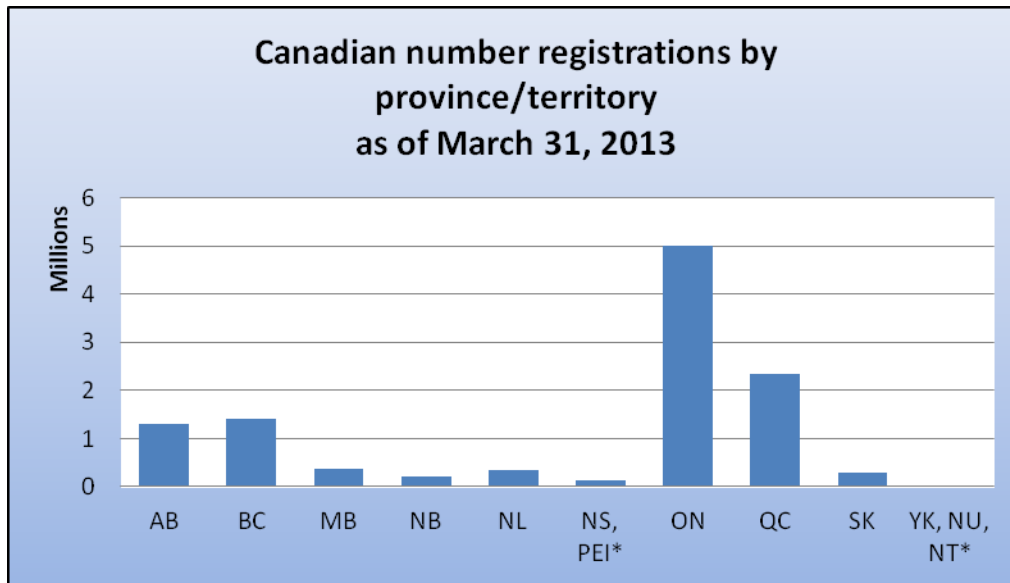 Canadian number registrations by
province/territory
as of March 31, 2013
Millions
6
5
4
3
2
1
0
AB BC MB NB NL NS, ON QC SK YK, NU,
PEI* NT*